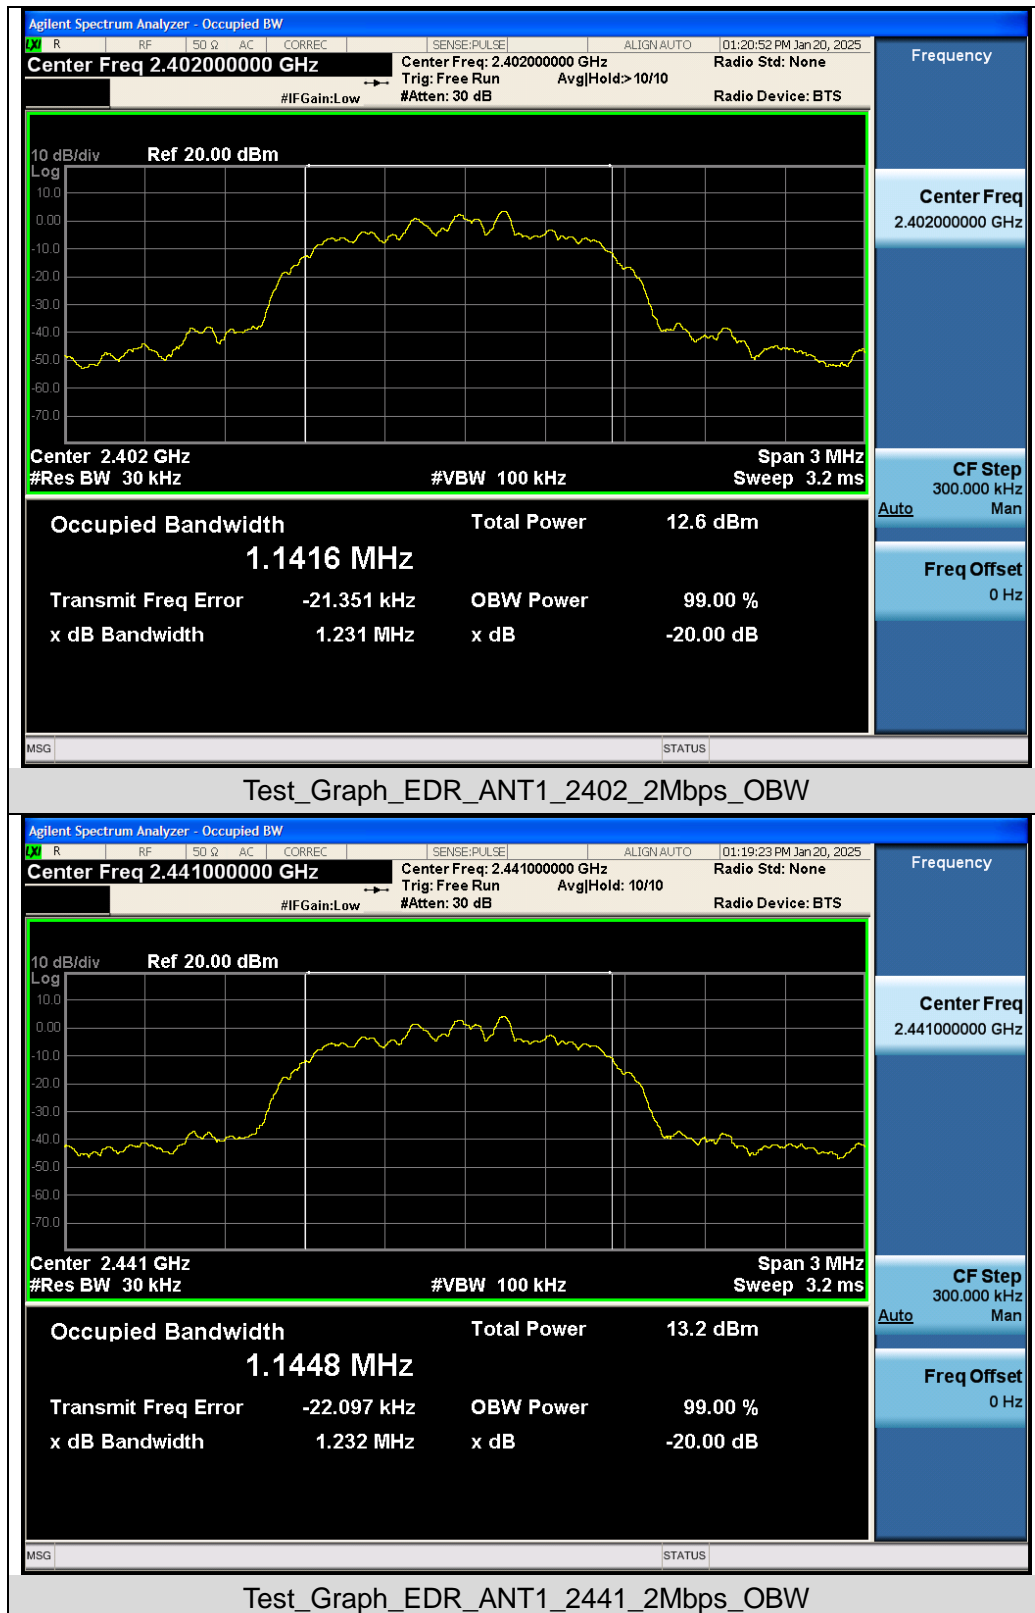 Agilent Spectrum Analyzer - Occupied BW
LXI R RF 50 Ω AC CORREC SENSE:PULSE ALIGN AUTO 01:20:52 PM Jan 20, 2025
Center Freq 2.402000000 GHz
Center Freq: 2.402000000 GHz Radio Std: None
Trig: Free Run Avg|Hold:>10/10
#IFGain:Low #Atten: 30 dB Radio Device: BTS
Frequency
10 dB/div Ref 20.00 dBm
Log
10.0
0.00
-10.0
-20.0
-30.0
-40.0
-50.0
-60.0
-70.0
Center 2.402 GHz Span 3 MHz
#Res BW 30 kHz #VBW 100 kHz Sweep 3.2 ms
Center Freq
2.402000000 GHz
CF Step
300.000 kHz
Auto Man
Freq Offset
0 Hz
Occupied Bandwidth Total Power 12.6 dBm
1.1416 MHz
Transmit Freq Error -21.351 kHz OBW Power 99.00 %
x dB Bandwidth 1.231 MHz x dB -20.00 dB
MSG STATUS
Test_Graph_EDR_ANT1_2402_2Mbps_OBW
Agilent Spectrum Analyzer - Occupied BW
LXI R RF 50 Ω AC CORREC SENSE:PULSE ALIGN AUTO 01:19:23 PM Jan 20, 2025
Center Freq 2.441000000 GHz
Center Freq: 2.441000000 GHz Radio Std: None
Trig: Free Run Avg|Hold: 10/10
#IFGain:Low #Atten: 30 dB Radio Device: BTS
Frequency
10 dB/div Ref 20.00 dBm
Log
10.0
0.00
-10.0
-20.0
-30.0
-40.0
-50.0
-60.0
-70.0
Center 2.441 GHz Span 3 MHz
#Res BW 30 kHz #VBW 100 kHz Sweep 3.2 ms
Center Freq
2.441000000 GHz
CF Step
300.000 kHz
Auto Man
Freq Offset
0 Hz
Occupied Bandwidth Total Power 13.2 dBm
1.1448 MHz
Transmit Freq Error -22.097 kHz OBW Power 99.00 %
x dB Bandwidth 1.232 MHz x dB -20.00 dB
MSG STATUS
Test_Graph_EDR_ANT1_2441_2Mbps_OBW